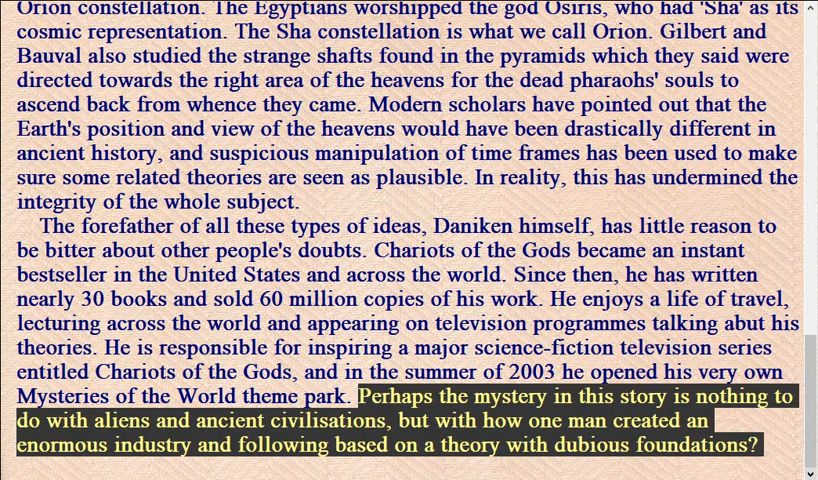 Orion constellation. The Egyptians worshipped the god Osiris, who had 'Sha' as its
cosmic representation. The Sha constellation is what we call Orion. Gilbert and
Bauval also studied the strange shafts found in the pyramids which they said were
directed towards the right area of the heavens for the dead pharaohs' souls to
ascend back from whence they came. Modern scholars have pointed out that the
Earth's position and view of the heavens would have been drastically different in
ancient history, and suspicious manipulation of time frames has been used to make
sure some related theories are seen as plausible. In reality, this has undermined the
integrity of the whole subject.
The forefather of all these types of ideas, Daniken himself, has little reason to
be bitter about other people's doubts. Chariots of the Gods became an instant
bestseller in the United States and across the world. Since then, he has written
nearly 30 books and sold 60 million copies of his work. He enjoys a life of travel,
lecturing across the world and appearing on television programmes talking abut his
theories. He is responsible for inspiring a major science-fiction television series
entitled Chariots of the Gods, and in the summer of 2003 he opened his very own
Mysteries of the World theme park. Perhaps the mystery in this story is nothing to
do with aliens and ancient civilisations, but with how one man created an
enormous industry and following based on a theory with dubious foundations?